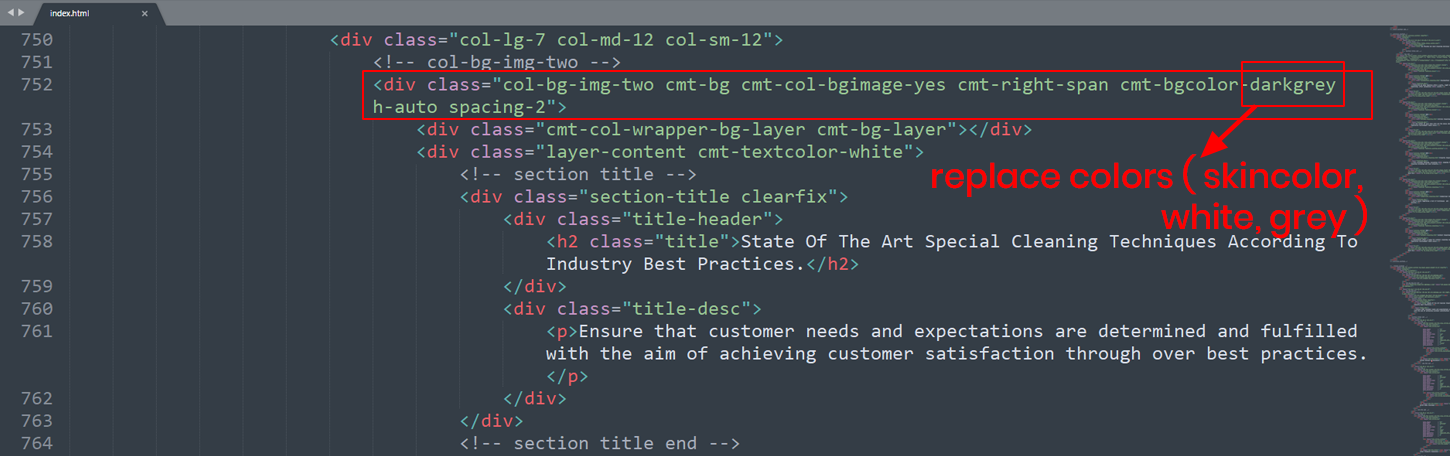 index.html
750 <div class="col-lg-7 col-md-12 col-sm-12">
751 <!-- col-bg-img-two -->
752 <div class="col-bg-img-two cmt-bg cmt-col-bgimage-yes cmt-right-span cmt-bgcolor-darkgrey
h-auto spacing-2">
753 <div class="cmt-col-wrapper-bg-layer cmt-bg-layer"></div>
754 <div class="layer-content cmt-textcolor-white">
755 <!-- section title -->
replace colors ( skincolor,
756 <div class="section-title clearfix">
white, grey )
757 <div class="title-header">
758 <h2 class="title">State Of The Art Special Cleaning Techniques According To
Industry Best Practices.</h2>
759 </div>
760 <div class="title-desc">
761 <p>Ensure that customer needs and expectations are determined and fulfilled
with the aim of achieving customer satisfaction through over best practices.
</p>
762 </div>
763 </div>
764 <!-- section title end -->